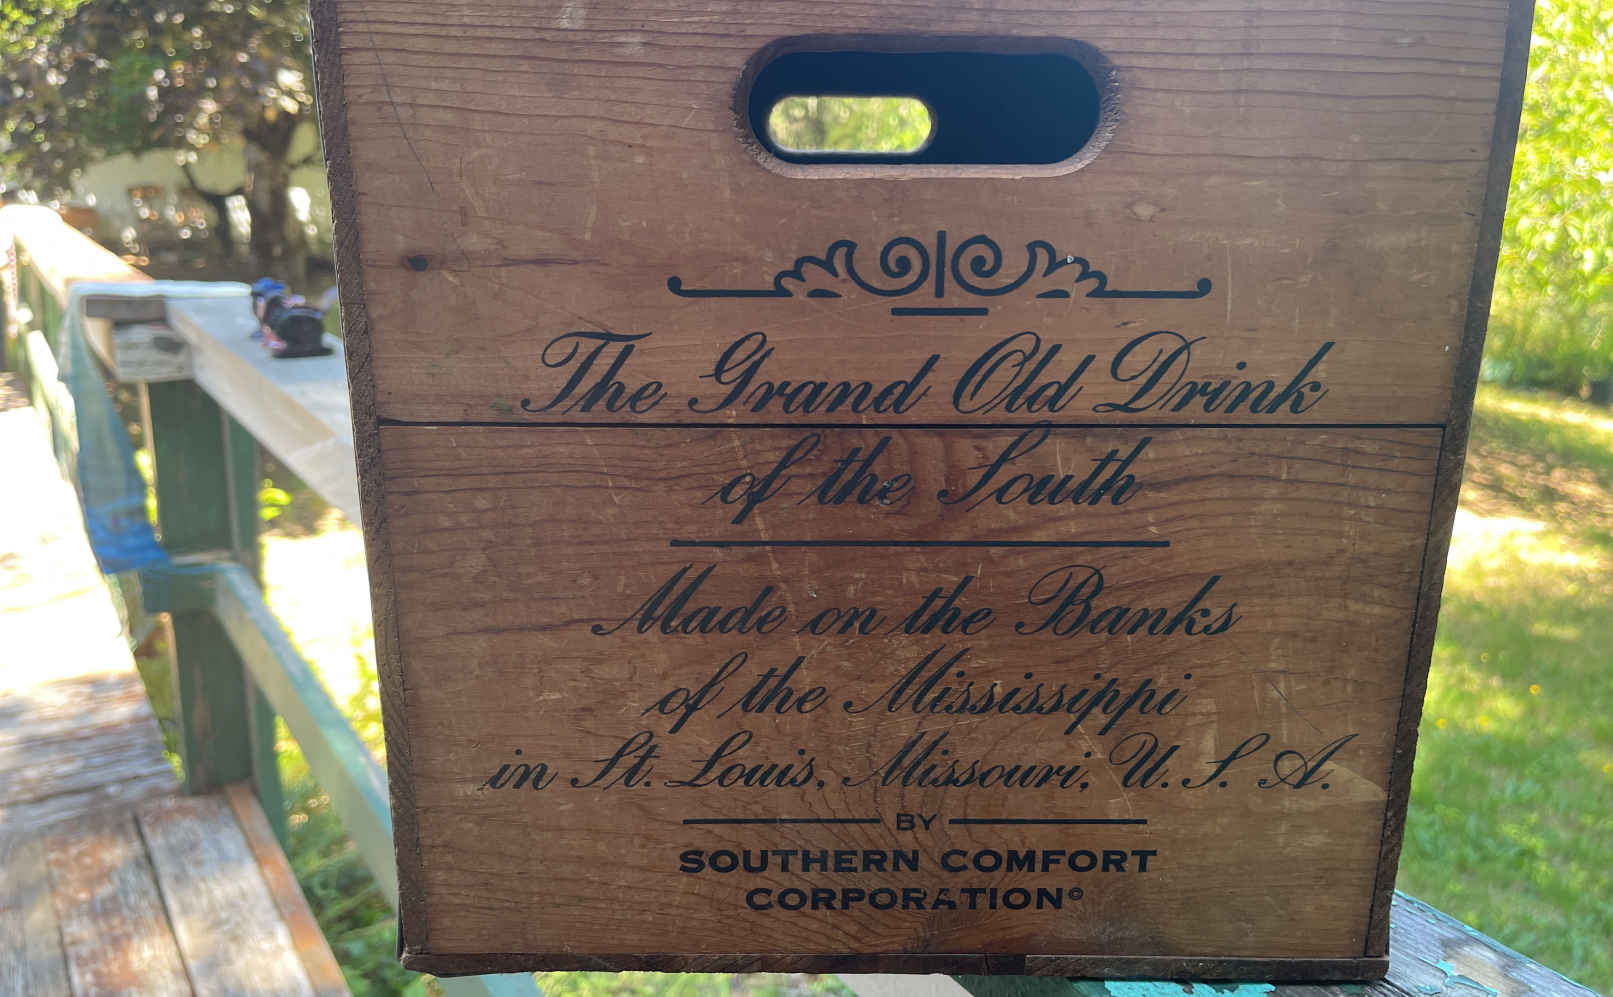 The Grand Old Drink
of the South
Made on the Banks
of the Mississippi
in St. Louis, Missouri, U. S. A.
BY
SOUTHERN COMFORT
CORPORATION©